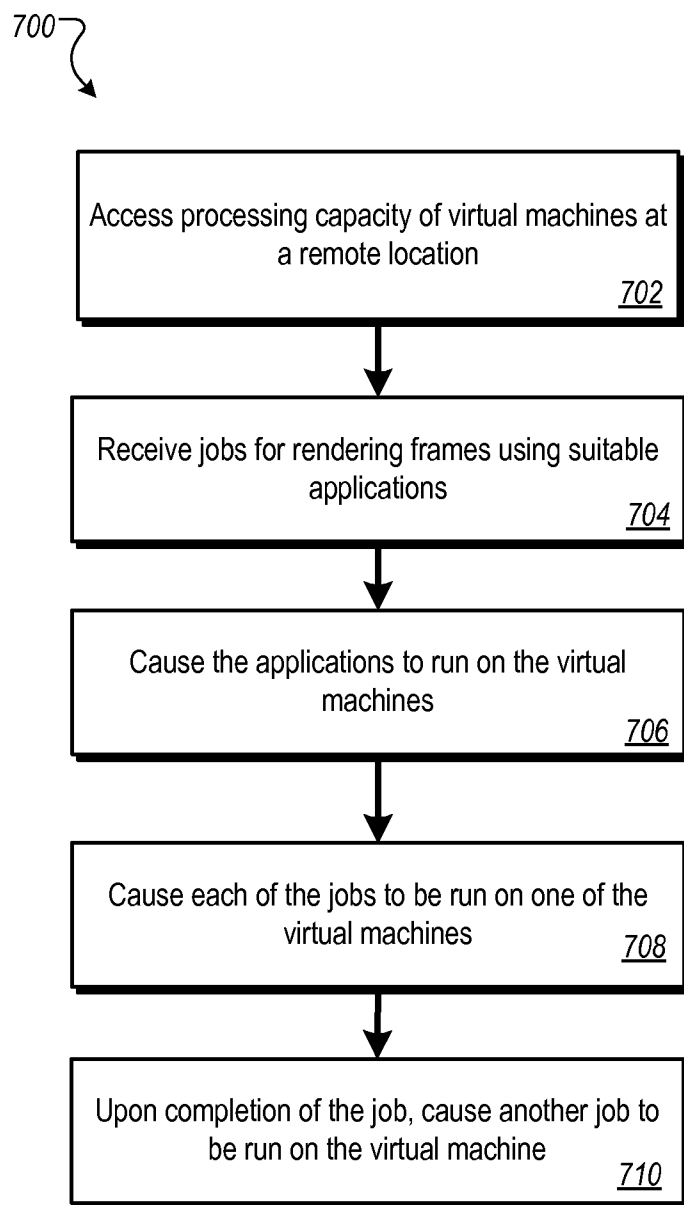 700
Access processing capacity of virtual machines at
a remote location
702
Receive jobs for rendering frames using suitable
applications
704
Cause the applications to run on the virtual
machines
706
Cause each of the jobs to be run on one of the
virtual machines
708
Upon completion of the job, cause another job to
be run on the virtual machine
710